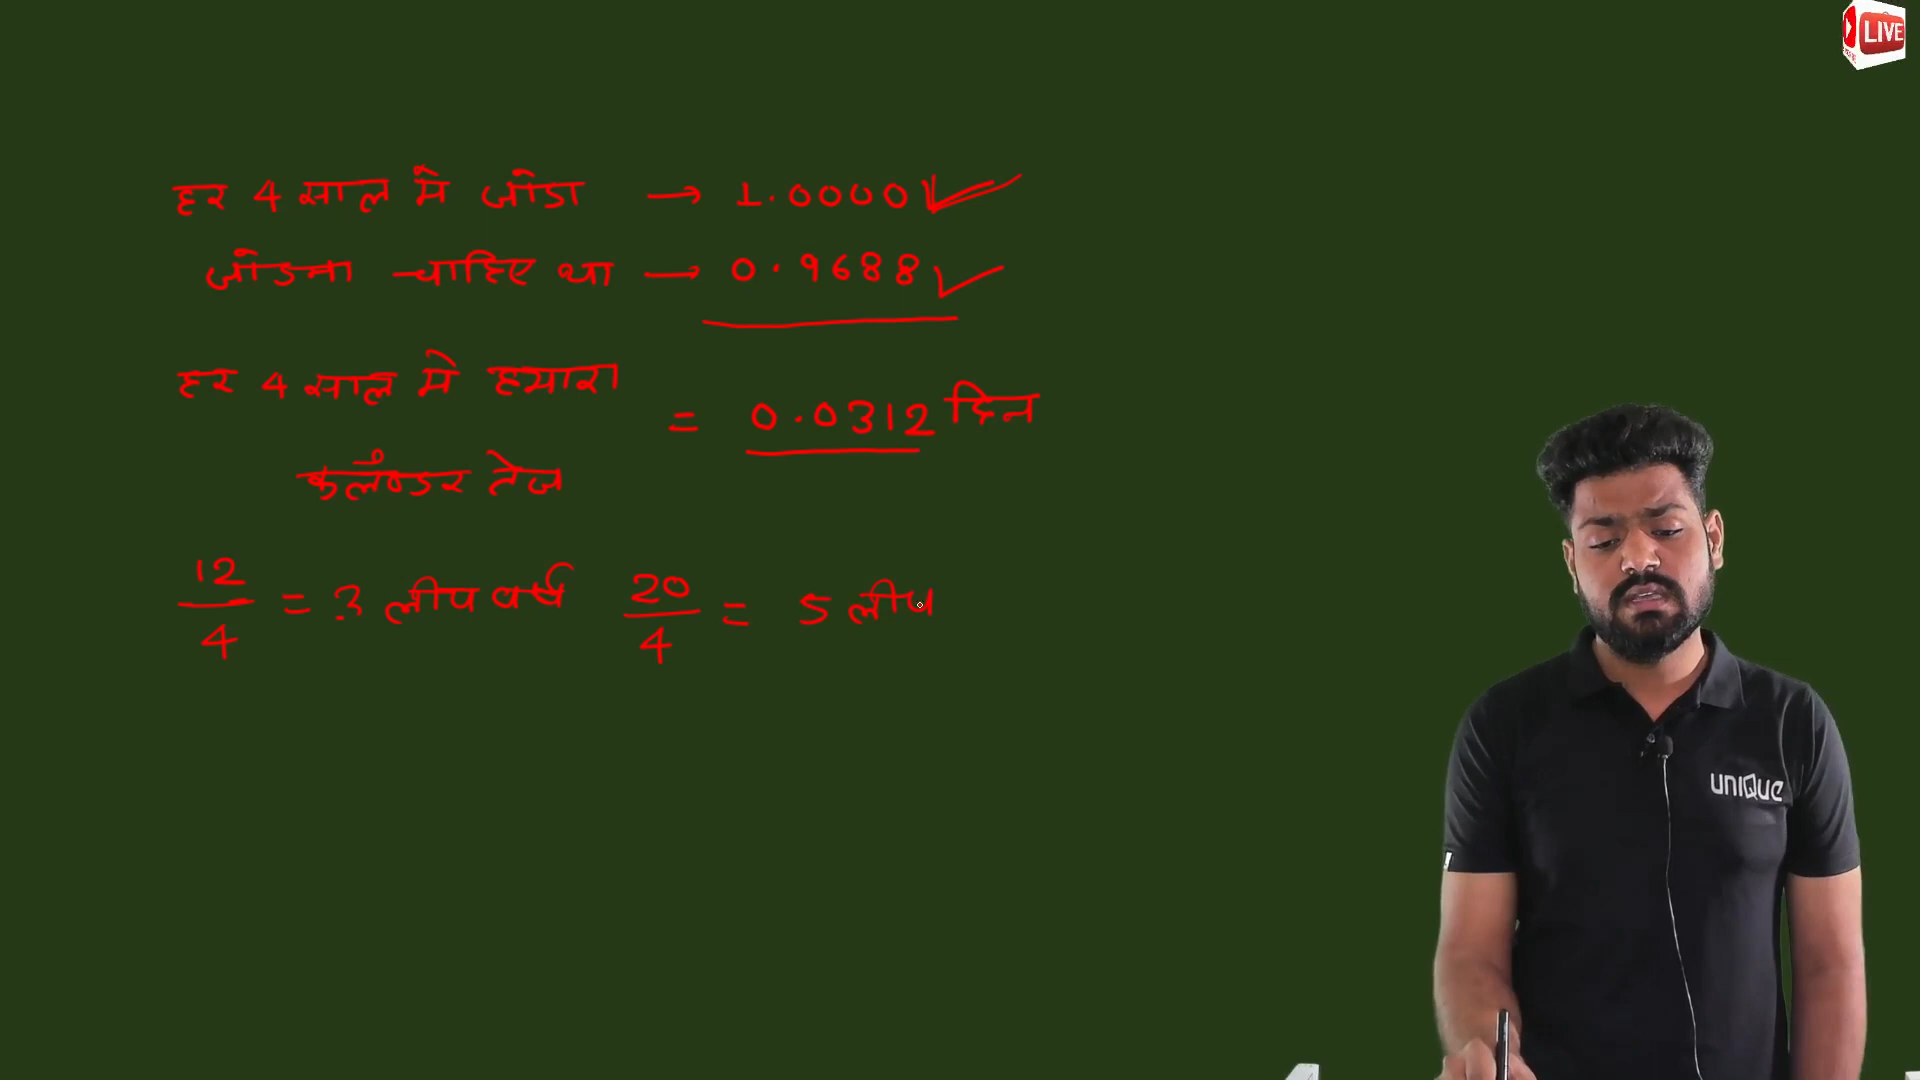 LIVE
हर 4 साल मे जोडा → 1.0000
जोडना चाहिए था → 0.9688
हर 4 साल मे हमारा
= 0.0312 दिन
कलेण्डर तेज
12/4 = 3 लीप वर्ष 20/4 = 5 लीप
UNIQUE